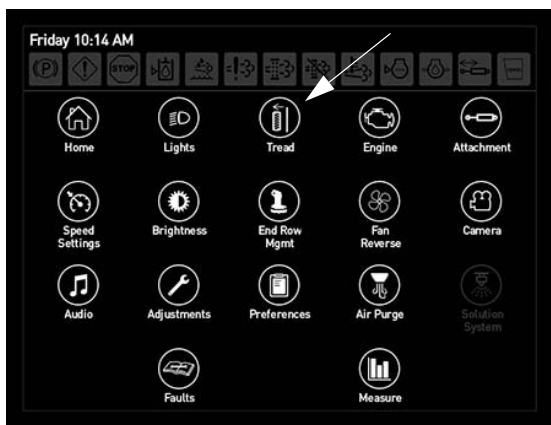 Friday 10:14 AM
(P)
STOP
Home
Lights
Tread
Engine
Attachment
Speed
Settings
Brightness
End Row
Mgmt
Fan
Reverse
Camera
Audio
Adjustments
Preferences
Air Purge
Solution
System
Faults
Measure